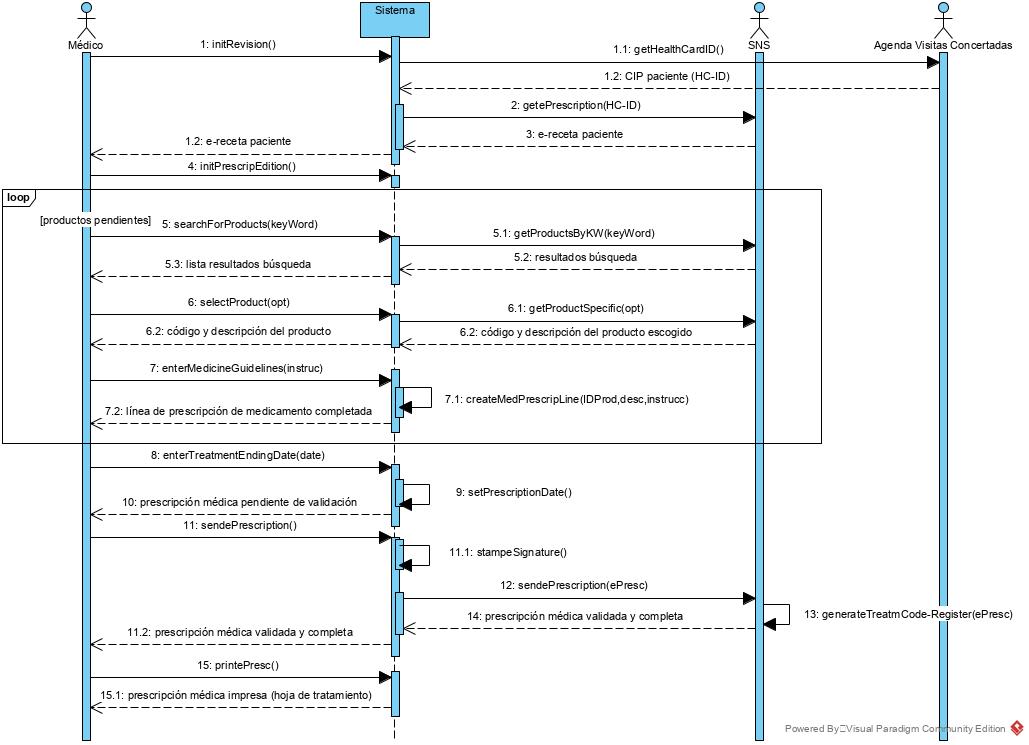 Sistema
Médico
SNS
Agenda Visitas Concertadas
1: initRevision()
1.1: getHealthCardID()
1.2: CIP paciente (HC-ID)
2: getePrescription(HC-ID)
3: e-receta paciente
1.2: e-receta paciente
4: initPrescripEdition()
loop
[productos pendientes]
5: searchForProducts(keyWord)
5.1: getProductsByKW(keyWord)
5.2: resultados búsqueda
5.3: lista resultados búsqueda
6: selectProduct(opt)
6.1: getProductSpecific(opt)
6.2: código y descripción del producto
6.2: código y descripción del producto escogido
7: enterMedicineGuidelines(instruc)
7.1: createMedPrescripLine(IDProd,desc,instrucc)
7.2: línea de prescripción de medicamento completada
8: enterTreatmentEndingDate(date)
9: setPrescriptionDate()
10: prescripción médica pendiente de validación
11: sendePrescription()
11.1: stampeSignature()
12: sendePrescription(ePresc)
13: generateTreatmCode-Register(ePresc)
14: prescripción médica validada y completa
11.2: prescripción médica validada y completa
15: printePresc()
15.1: prescripción médica impresa (hoja de tratamiento)
Powered By Visual Paradigm Community Edition